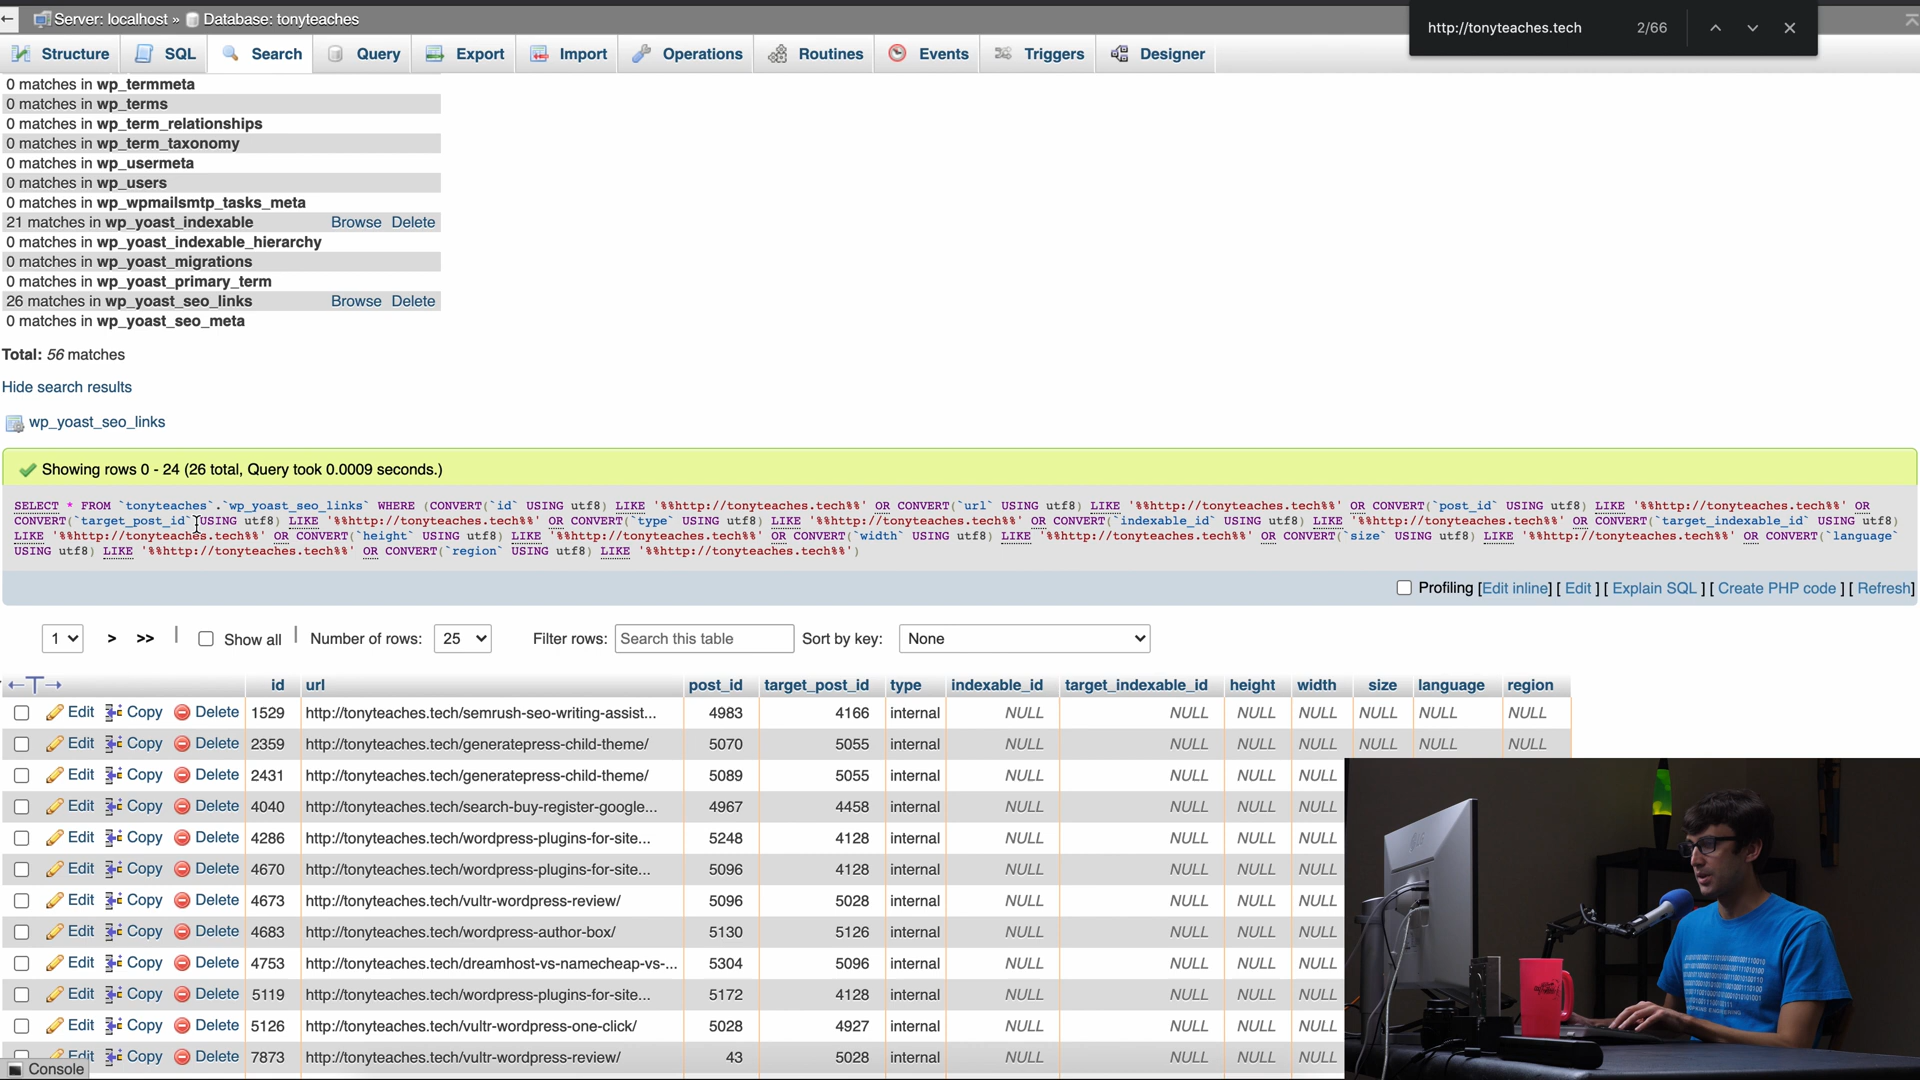 Server: localhost » Database: tonyteaches
http://tonyteaches.tech 2/66
Structure SQL Search Query Export Import Operations Routines Events Triggers Designer
0 matches in wp_termmeta
0 matches in wp_terms
0 matches in wp_term_relationships
0 matches in wp_term_taxonomy
0 matches in wp_usermeta
0 matches in wp_users
0 matches in wp_wpmailsmtp_tasks_meta
21 matches in wp_yoast_indexable Browse Delete
0 matches in wp_yoast_indexable_hierarchy
0 matches in wp_yoast_migrations
0 matches in wp_yoast_primary_term
26 matches in wp_yoast_seo_links Browse Delete
0 matches in wp_yoast_seo_meta
Total: 56 matches
Hide search results
wp_yoast_seo_links
Showing rows 0 - 24 (26 total, Query took 0.0009 seconds.)
SELECT * FROM `tonyteaches`.`wp_yoast_seo_links` WHERE (CONVERT(`id` USING utf8) LIKE '%%http://tonyteaches.tech%%' OR CONVERT(`url` USING utf8) LIKE '%%http://tonyteaches.tech%%' OR CONVERT(`post_id` USING utf8) LIKE '%%http://tonyteaches.tech%%' OR
CONVERT(`target_post_id` USING utf8) LIKE '%%http://tonyteaches.tech%%' OR CONVERT(`type` USING utf8) LIKE '%%http://tonyteaches.tech%%' OR CONVERT(`indexable_id` USING utf8) LIKE '%%http://tonyteaches.tech%%' OR CONVERT(`target_indexable_id` USING utf8)
LIKE '%%http://tonyteaches.tech%%' OR CONVERT(`height` USING utf8) LIKE '%%http://tonyteaches.tech%%' OR CONVERT(`width` USING utf8) LIKE '%%http://tonyteaches.tech%%' OR CONVERT(`size` USING utf8) LIKE '%%http://tonyteaches.tech%%' OR CONVERT(`language`
USING utf8) LIKE '%%http://tonyteaches.tech%%' OR CONVERT(`region` USING utf8) LIKE '%%http://tonyteaches.tech%%')
Profiling [Edit inline] [ Edit ] [ Explain SQL ] [ Create PHP code ] [ Refresh]
1 > >> | Show all | Number of rows: 25 Filter rows: Search this table Sort by key: None
←T→ id url post_id target_post_id type indexable_id target_indexable_id height width size language region
Edit Copy Delete 1529 http://tonyteaches.tech/semrush-seo-writing-assist... 4983 4166 internal NULL NULL NULL NULL NULL NULL NULL
Edit Copy Delete 2359 http://tonyteaches.tech/generatepress-child-theme/ 5070 5055 internal NULL NULL NULL NULL NULL NULL NULL
Edit Copy Delete 2431 http://tonyteaches.tech/generatepress-child-theme/ 5089 5055 internal NULL NULL NULL NULL
Edit Copy Delete 4040 http://tonyteaches.tech/search-buy-register-google... 4967 4458 internal NULL NULL NULL NULL
Edit Copy Delete 4286 http://tonyteaches.tech/wordpress-plugins-for-site... 5248 4128 internal NULL NULL NULL NULL
Edit Copy Delete 4670 http://tonyteaches.tech/wordpress-plugins-for-site... 5096 4128 internal NULL NULL NULL NULL
Edit Copy Delete 4673 http://tonyteaches.tech/vultr-wordpress-review/ 5096 5028 internal NULL NULL NULL NULL
Edit Copy Delete 4683 http://tonyteaches.tech/wordpress-author-box/ 5130 5126 internal NULL NULL NULL NULL
Edit Copy Delete 4753 http://tonyteaches.tech/dreamhost-vs-namecheap-vs-... 5304 5096 internal NULL NULL NULL NULL
Edit Copy Delete 5119 http://tonyteaches.tech/wordpress-plugins-for-site... 5172 4128 internal NULL NULL NULL NULL
Edit Copy Delete 5126 http://tonyteaches.tech/vultr-wordpress-one-click/ 5028 4927 internal NULL NULL NULL NULL
Edit Copy Delete 7873 http://tonyteaches.tech/vultr-wordpress-review/ 43 5028 internal NULL NULL NULL NULL
Console